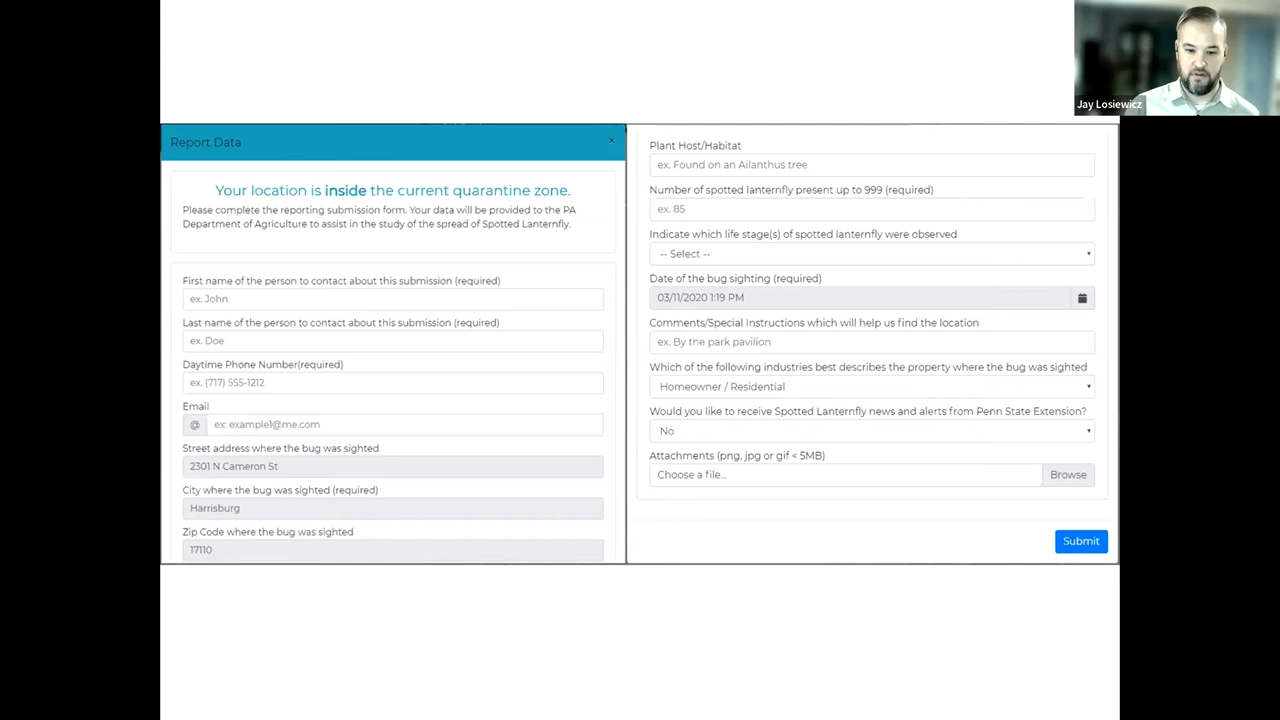 Jay Losiewicz
Report Data
×
Your location is inside the current quarantine zone.
Please complete the reporting submission form. Your data will be provided to the PA
Department of Agriculture to assist in the study of the spread of Spotted Lanternfly.
First name of the person to contact about this submission (required)
ex. John
Last name of the person to contact about this submission (required)
ex. Doe
Daytime Phone Number(required)
ex. (717) 555-1212
Email
@ ex: example1@me.com
Street address where the bug was sighted
2301 N Cameron St
City where the bug was sighted (required)
Harrisburg
Zip Code where the bug was sighted
17110
Plant Host/Habitat
ex. Found on an Ailanthus tree
Number of spotted lanternfly present up to 999 (required)
ex. 85
Indicate which life stage(s) of spotted lanternfly were observed
-- Select --
Date of the bug sighting (required)
03/11/2020 1:19 PM
Comments/Special Instructions which will help us find the location
ex. By the park pavilion
Which of the following industries best describes the property where the bug was sighted
Homeowner / Residential
Would you like to receive Spotted Lanternfly news and alerts from Penn State Extension?
No
Attachments (png, jpg or gif < 5MB)
Choose a file... Browse
Submit